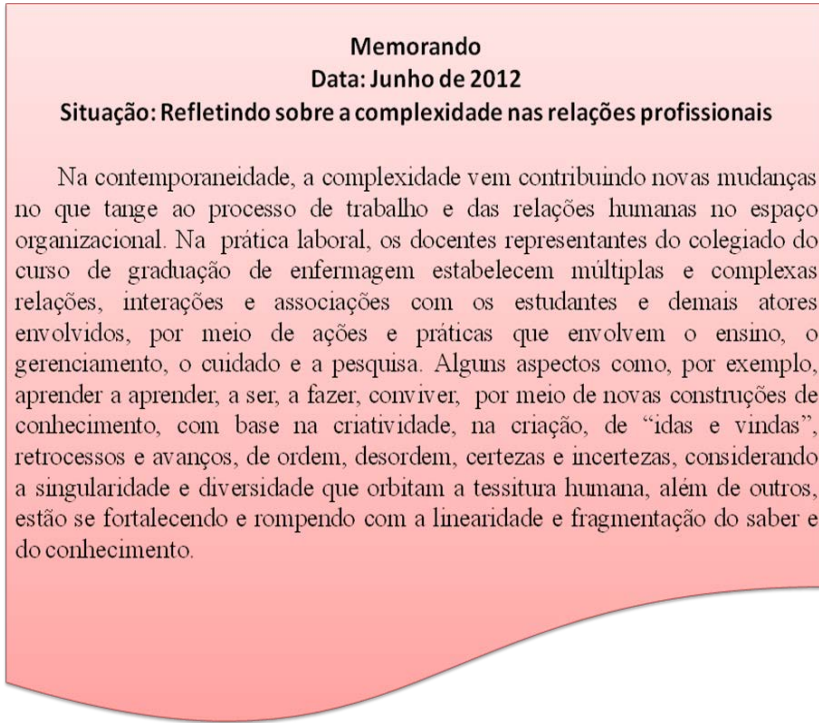 Memorando
Data: Junho de 2012
Situação: Refletindo sobre a complexidade nas relações profissionais
Na contemporaneidade, a complexidade vem contribuindo novas mudanças
no que tange ao processo de trabalho e das relações humanas no espaço
organizacional. Na prática laboral, os docentes representantes do colegiado do
curso de graduação de enfermagem estabelecem múltiplas e complexas
relações, interações e associações com os estudantes e demais atores
envolvidos, por meio de ações e práticas que envolvem o ensino, o
gerenciamento, o cuidado e a pesquisa. Alguns aspectos como, por exemplo,
aprender a aprender, a ser, a fazer, conviver, por meio de novas construções de
conhecimento, com base na criatividade, na criação, de “idas e vindas”,
retrocessos e avanços, de ordem, desordem, certezas e incertezas, considerando
a singularidade e diversidade que orbitam a tessitura humana, além de outros,
estão se fortalecendo e rompendo com a linearidade e fragmentação do saber e
do conhecimento.